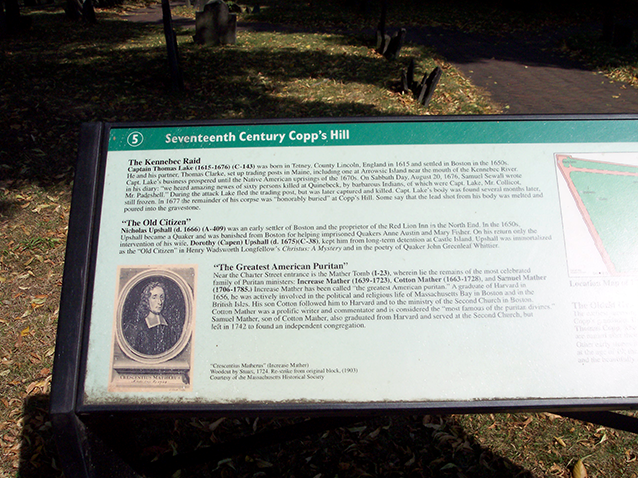 5 Seventeenth Century Copp's Hill
The Kennebec Raid
Captain Thomas Lake (1615-1676) (C-143) was born in Tetney, County Lincoln, England in 1615 and settled in Boston in the 1650s.
He and his partner, Thomas Clarke, set up trading posts in Maine, including one at Arrowsic Island near the mouth of the Kennebec River.
Capt. Lake's business prospered until the Native American uprisings of the 1670s. On Sabbath Day, August 20, 1676, Samuel Sewall wrote
in his diary: "we heard amazing newes of sixty persons killed at Quinebeck, by barbarous Indians, of which were Capt. Lake, Mr. Collicot,
Mr. Padeshell." During the attack Lake fled the trading post, but was later captured and killed. Capt. Lake's body was found several months later,
still frozen. In 1677 the remainder of his corpse was "honorably buried" at Copp's Hill. Some say that the lead shot from his body was melted and
poured into the gravestone.
"The Old Citizen"
Nicholas Upshall (d. 1666) (A-409) was an early settler of Boston and the proprietor of the Red Lion Inn in the North End. In the 1650s,
Upshall became a Quaker and was banished from Boston for helping imprisoned Quakers Anne Austin and Mary Fisher. On his return only the
intervention of his wife, Dorothy (Capen) Upshall (d. 1675)(C-38), kept him from long-term detention at Castle Island. Upshall was immortalized
as the "Old Citizen" in Henry Wadsworth Longfellow's Christus: A Mystery and in the poetry of Quaker John Greenleaf Whittier.
"The Greatest American Puritan"
Near the Charter Street entrance is the Mather Tomb (I-23), wherein lie the remains of the most celebrated
family of Puritan ministers: Increase Mather (1639-1723), Cotton Mather (1663-1728), and Samuel Mather
(1706-1785.) Increase Mather has been called "the greatest American puritan." A graduate of Harvard in
1656, he was actively involved in the political and religious life of Massachusetts Bay in Boston and in the
British Isles. His son Cotton followed him to Harvard and to the ministry of the Second Church in Boston.
Cotton Mather was a prolific writer and commentator and is considered the "most famous of the puritan divines."
Samuel Mather, son of Cotton Mather, also graduated from Harvard and served at the Second Church, but
left in 1742 to found an independent congregation.
CRESCENTIUS MATHERUS
"Crescentius Matherus" (Increase Mather)
Woodcut by Sturt, 1724. Re-strike from original block, (1903)
Courtesy of the Massachusetts Historical Society
Location Map